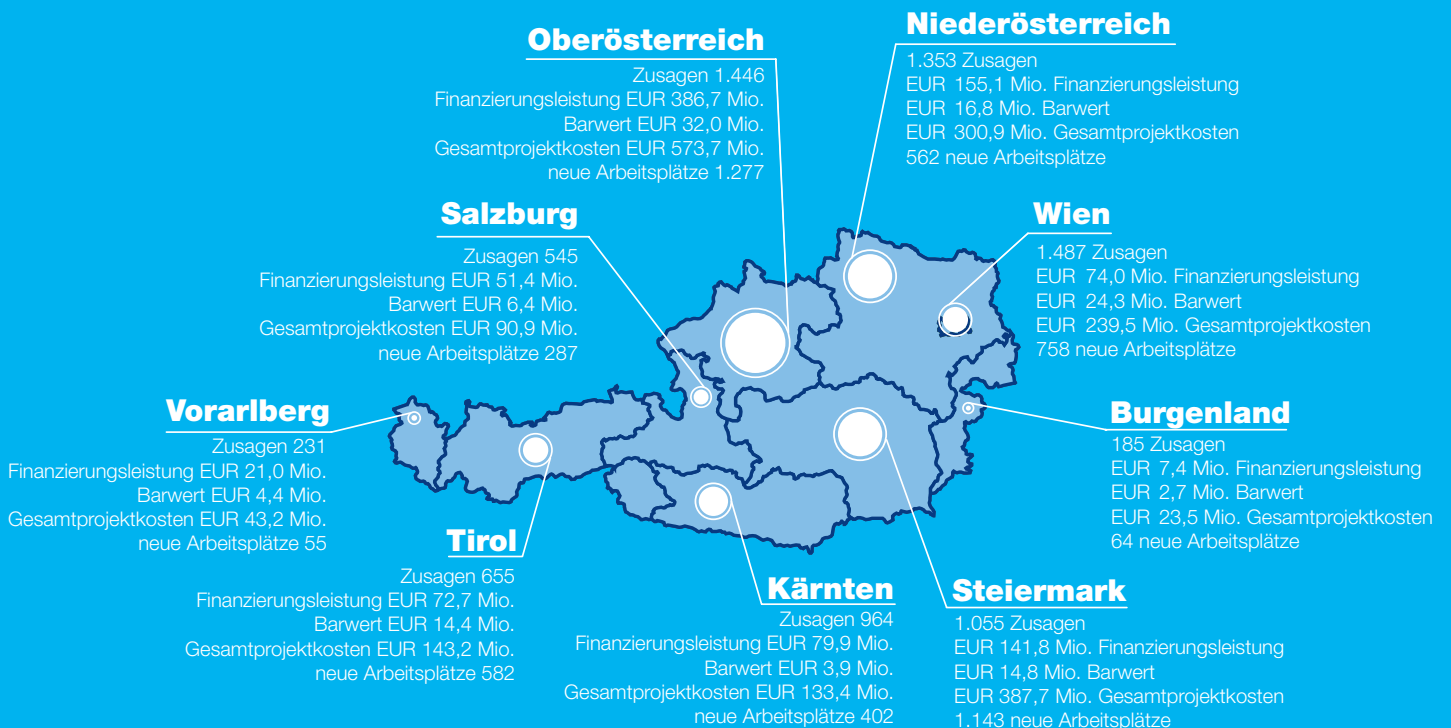 Oberösterreich
Zusagen 1.446
Finanzierungsleistung EUR 386,7 Mio.
Barwert EUR 32,0 Mio.
Gesamtprojektkosten EUR 573,7 Mio.
neue Arbeitsplätze 1.277
Niederösterreich
1.353 Zusagen
EUR 155,1 Mio. Finanzierungsleistung
EUR 16,8 Mio. Barwert
EUR 300,9 Mio. Gesamtprojektkosten
562 neue Arbeitsplätze
Salzburg
Zusagen 545
Finanzierungsleistung EUR 51,4 Mio.
Barwert EUR 6,4 Mio.
Gesamtprojektkosten EUR 90,9 Mio.
neue Arbeitsplätze 287
Wien
1.487 Zusagen
EUR 74,0 Mio. Finanzierungsleistung
EUR 24,3 Mio. Barwert
EUR 239,5 Mio. Gesamtprojektkosten
758 neue Arbeitsplätze
Vorarlberg
Zusagen 231
Finanzierungsleistung EUR 21,0 Mio.
Barwert EUR 4,4 Mio.
Gesamtprojektkosten EUR 43,2 Mio.
neue Arbeitsplätze 55
Burgenland
185 Zusagen
EUR 7,4 Mio. Finanzierungsleistung
EUR 2,7 Mio. Barwert
EUR 23,5 Mio. Gesamtprojektkosten
64 neue Arbeitsplätze
Tirol
Zusagen 655
Finanzierungsleistung EUR 72,7 Mio.
Barwert EUR 14,4 Mio.
Gesamtprojektkosten EUR 143,2 Mio.
neue Arbeitsplätze 582
Kärnten
Zusagen 964
Finanzierungsleistung EUR 79,9 Mio.
Barwert EUR 3,9 Mio.
Gesamtprojektkosten EUR 133,4 Mio.
neue Arbeitsplätze 402
Steiermark
1.055 Zusagen
EUR 141,8 Mio. Finanzierungsleistung
EUR 14,8 Mio. Barwert
EUR 387,7 Mio. Gesamtprojektkosten
1.143 neue Arbeitsplätze